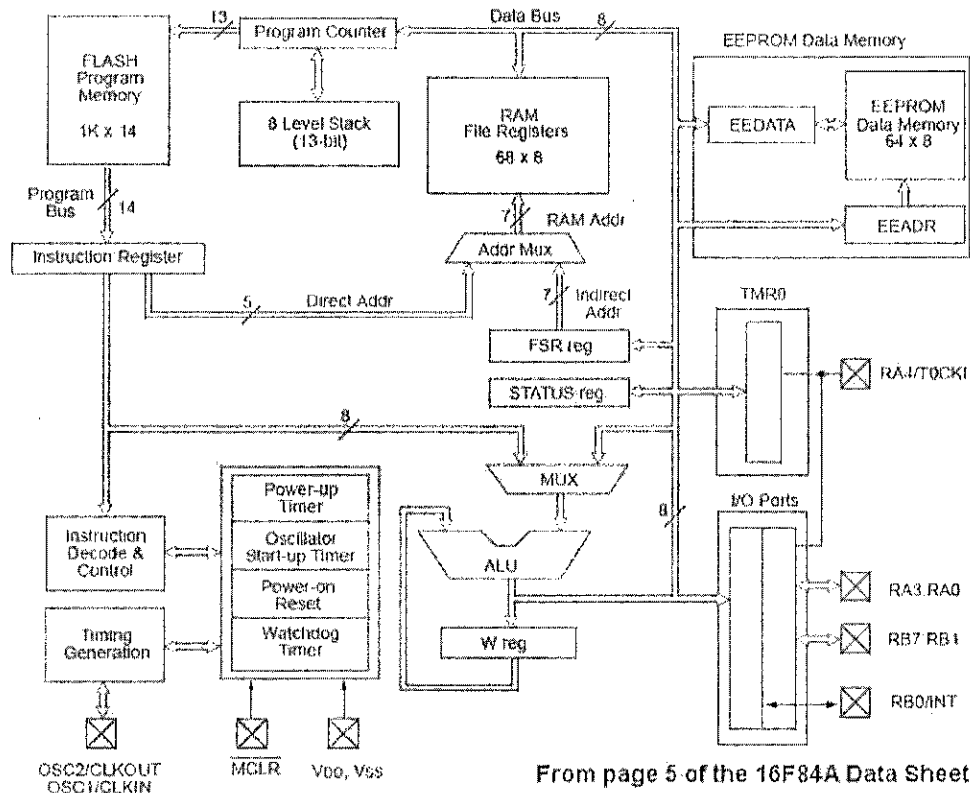 13
Data Bus
8
Program Counter
EEPROM Data Memory
FLASH
Program
Memory
1K x 14
8 Level Stack
(13-bit)
RAM
File Registers
68 x 8
EEDATA
EEPROM
Data Memory
64 x 8
Program
Bus
14
7
RAM Addr
EEADR
Instruction Register
Addr Mux
5
Direct Addr
7
Indirect
Addr
TMR0
FSR reg
RA4/T0CKI
STATUS reg
8
MUX
Power-up
Timer
8
I/O Ports
Instruction
Decode &
Control
Oscillator
Start-up Timer
ALU
Power-on
Reset
RA3:RA0
Timing
Generation
Watchdog
Timer
W reg
RB7:RB1
RB0/INT
OSC2/CLKOUT
OSC1/CLKIN
MCLR
VDD, VSS
From page 5 of the 16F84A Data Sheet